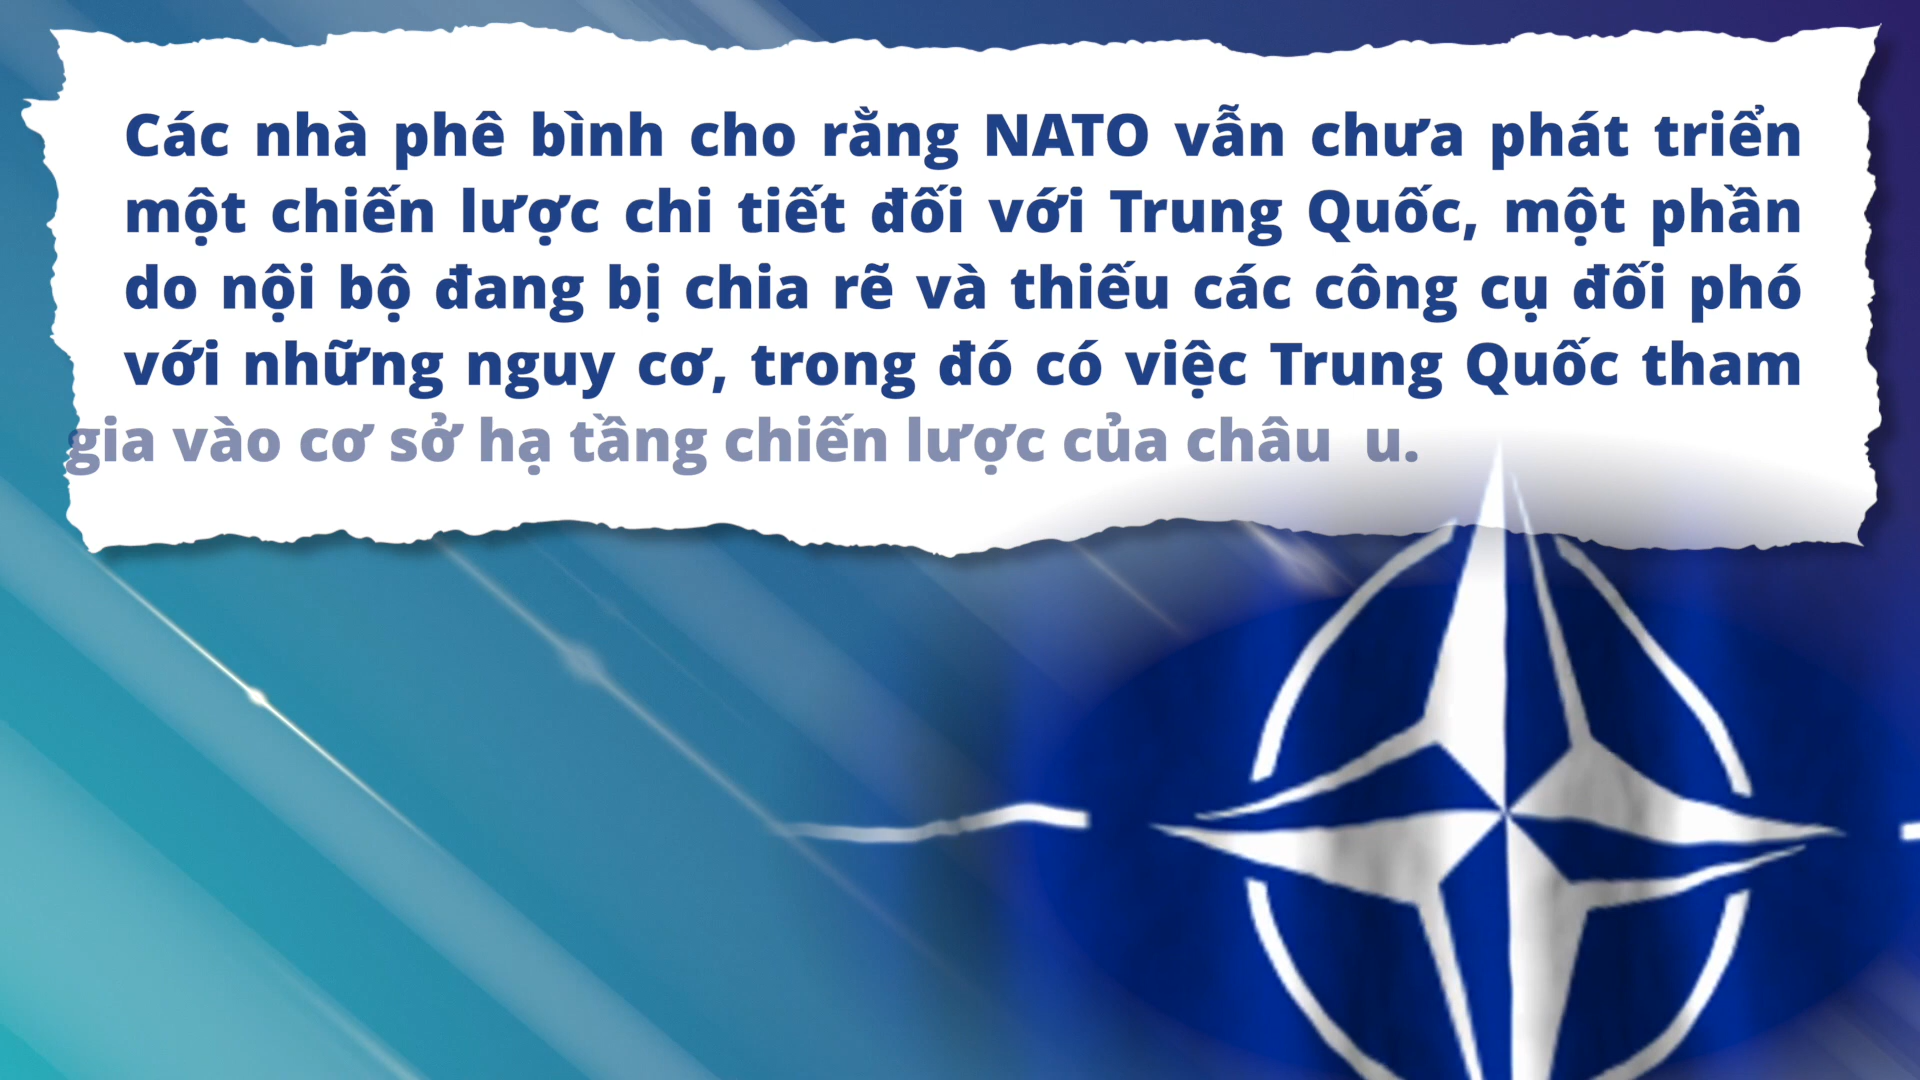 Các nhà phê bình cho rằng NATO vẫn chưa phát triển
một chiến lược chi tiết đối với Trung Quốc, một phần
do nội bộ đang bị chia rẽ và thiếu các công cụ đối phó
với những nguy cơ, trong đó có việc Trung Quốc tham
gia vào cơ sở hạ tầng chiến lược của châu u.